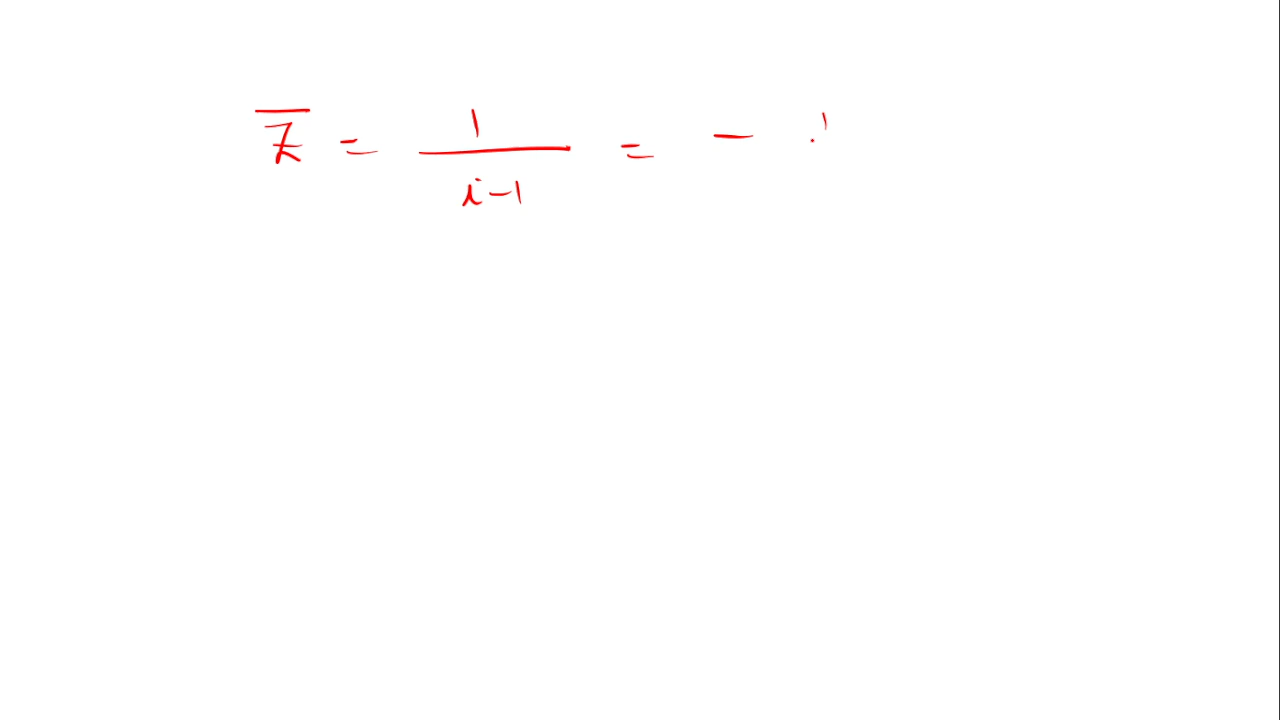 z̅ = 1/(i-1) = -